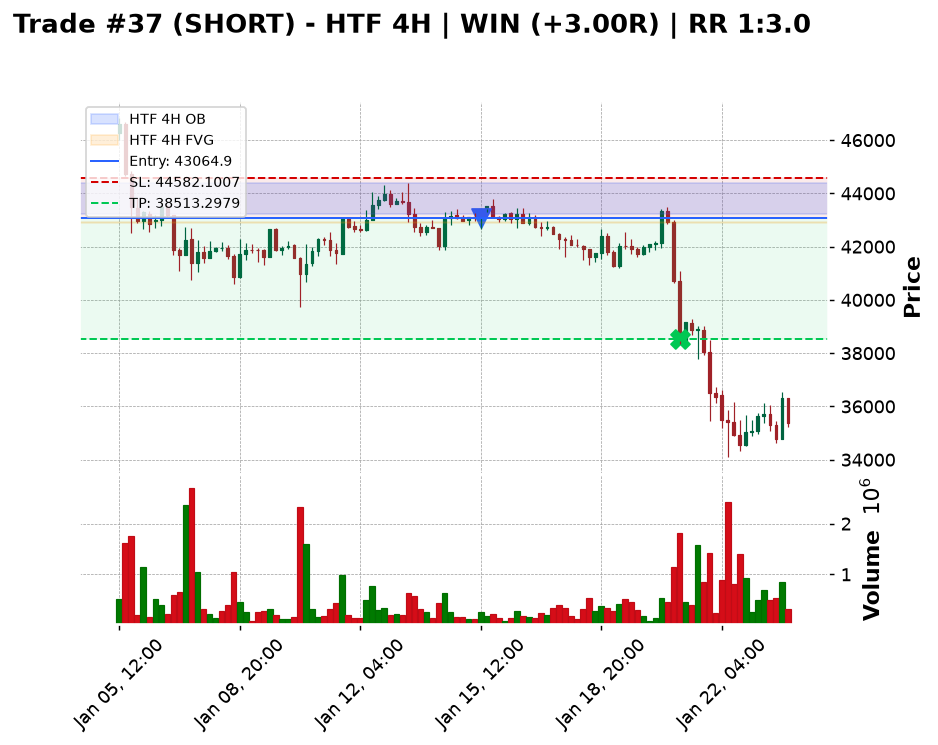 Trade #37 (SHORT) - HTF 4H | WIN (+3.00R) | RR 1:3.0
HTF 4H OB
HTF 4H FVG
Entry: 43064.9
SL: 44582.1007
TP: 38513.2979
46000
44000
42000
40000
38000
36000
34000
Price
2
1
Volume 10^6
Jan 05, 12:00
Jan 08, 20:00
Jan 12, 04:00
Jan 15, 12:00
Jan 18, 20:00
Jan 22, 04:00